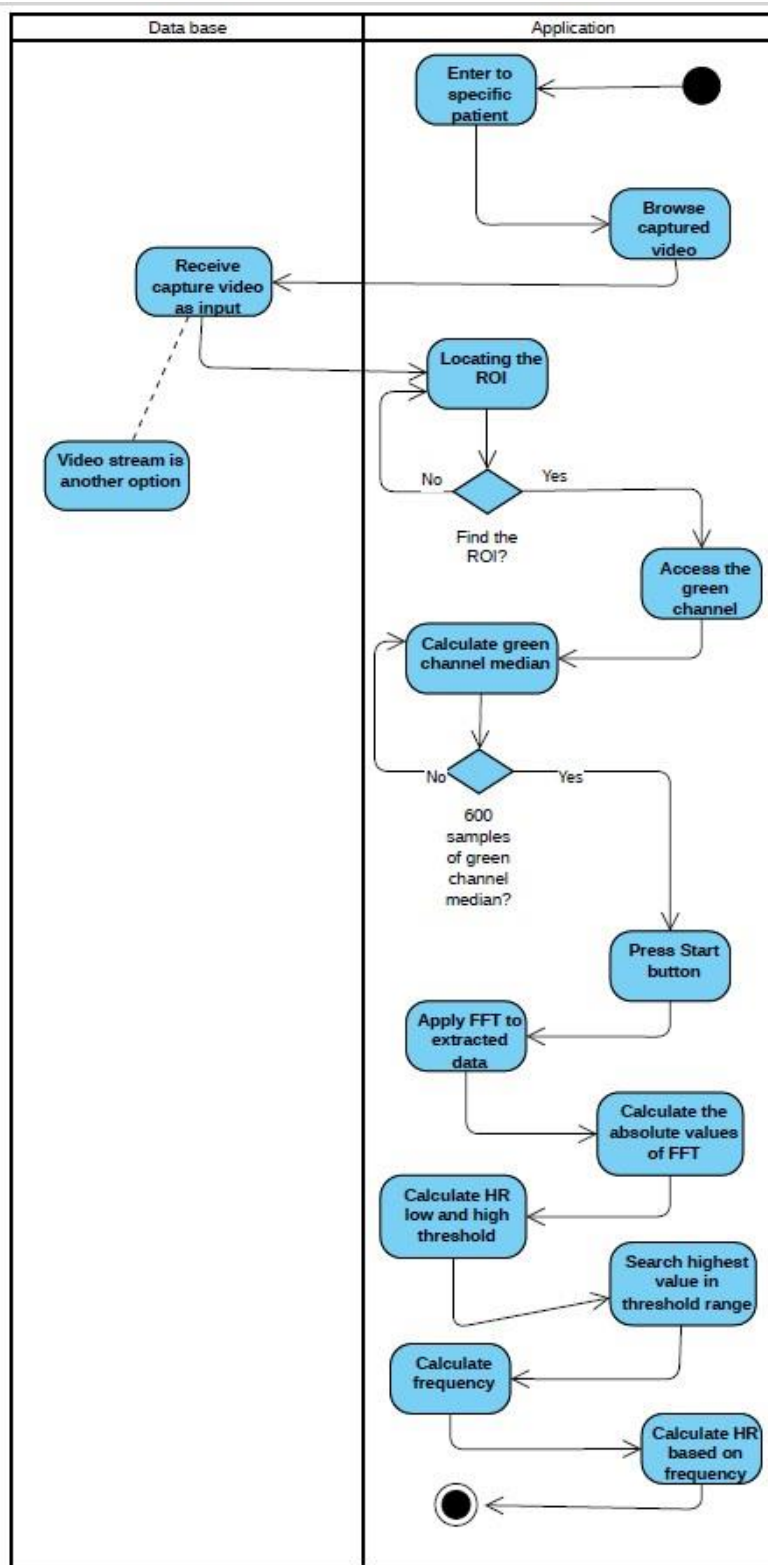 Data base
Application
Enter to
specific
patient
Browse
captured
video
Receive
capture video
as input
Locating the
ROI
Video stream is
another option
No
Yes
Find the
ROI?
Access the
green
channel
Calculate green
channel median
No
Yes
600
samples
of green
channel
median?
Press Start
button
Apply FFT to
extracted
data
Calculate the
absolute values
of FFT
Calculate HR
low and high
threshold
Search highest
value in
threshold range
Calculate
frequency
Calculate HR
based on
frequency